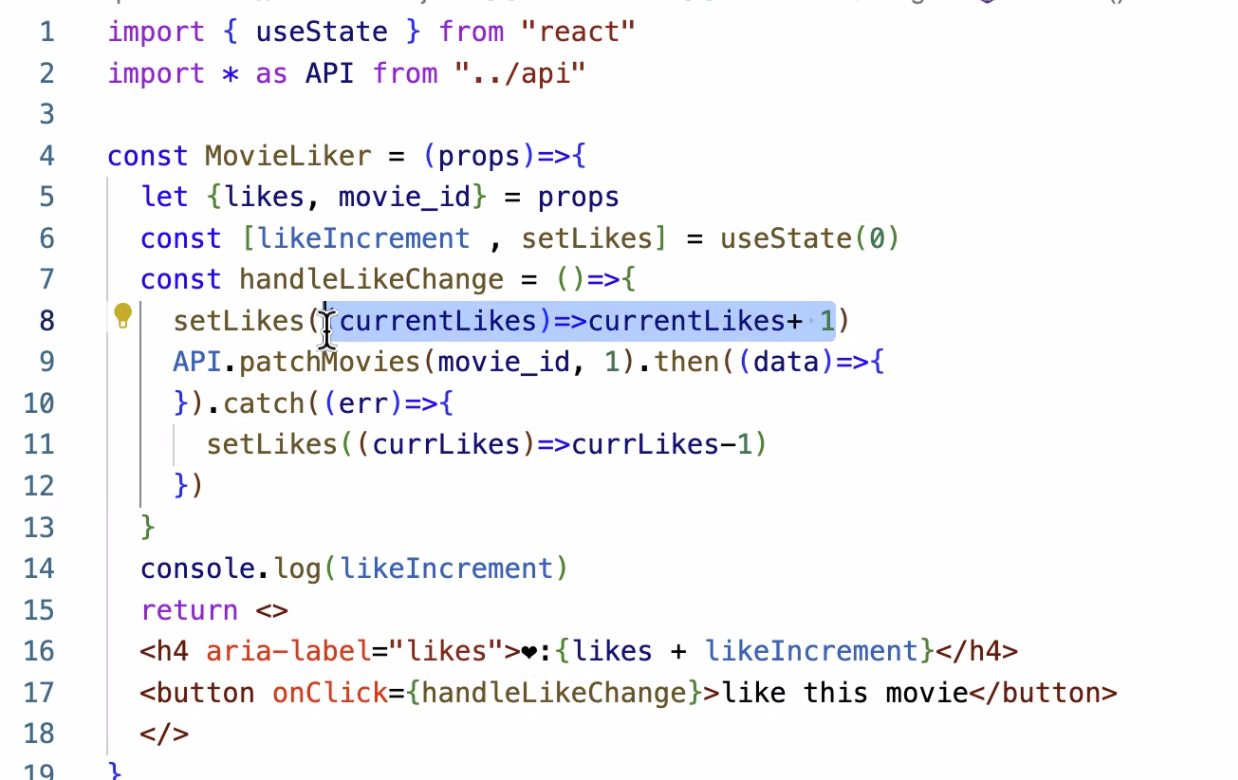 1 import { useState } from "react"
2 import * as API from "../api"
3
4 const MovieLiker = (props)=>{
5 let {likes, movie_id} = props
6 const [likeIncrement , setLikes] = useState(0)
7 const handleLikeChange = ()=>{
8 setLikes((currentLikes)=>currentLikes+ 1)
9 API.patchMovies(movie_id, 1).then((data)=>{
10 }).catch((err)=>{
11 setLikes((currLikes)=>currLikes-1)
12 })
13 }
14 console.log(likeIncrement)
15 return <>
16 <h4 aria-label="likes">❤:{likes + likeIncrement}</h4>
17 <button onClick={handleLikeChange}>like this movie</button>
18 </>
19 }